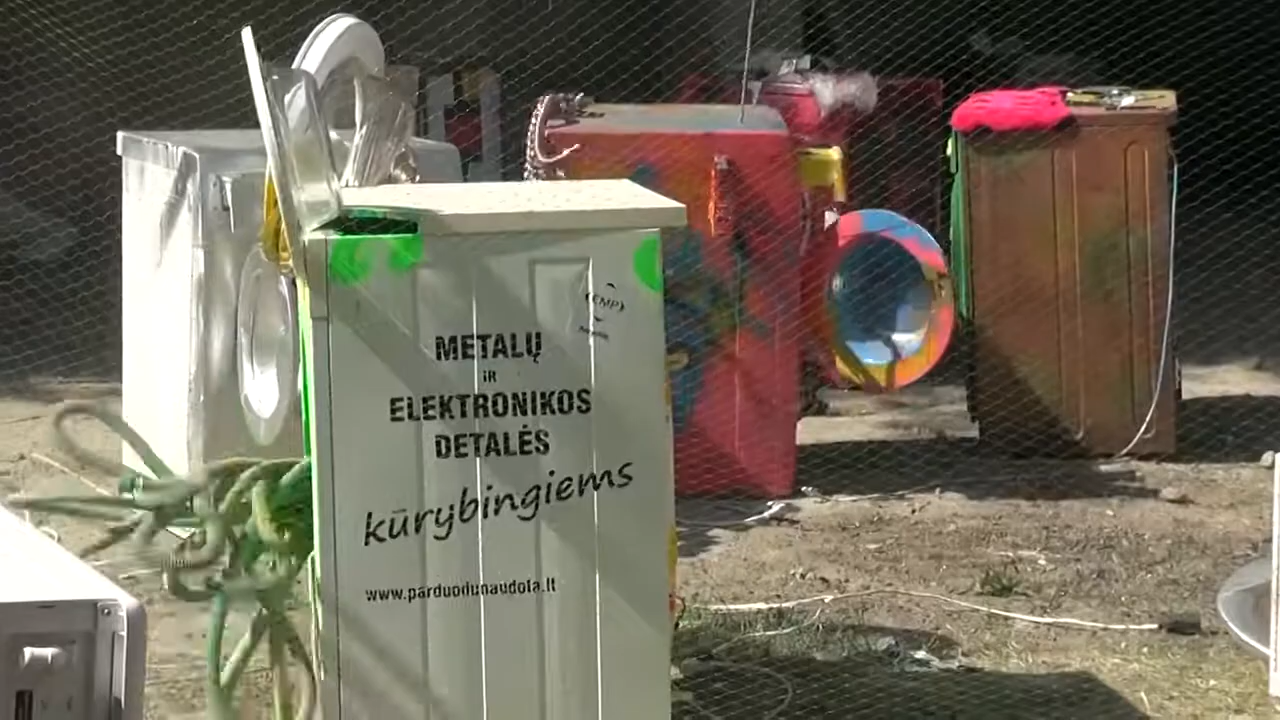 METALŲ
iR
ELEKTRONIKOS
DETALĖS
kūrybingiems
www.parduodunaudota.lt